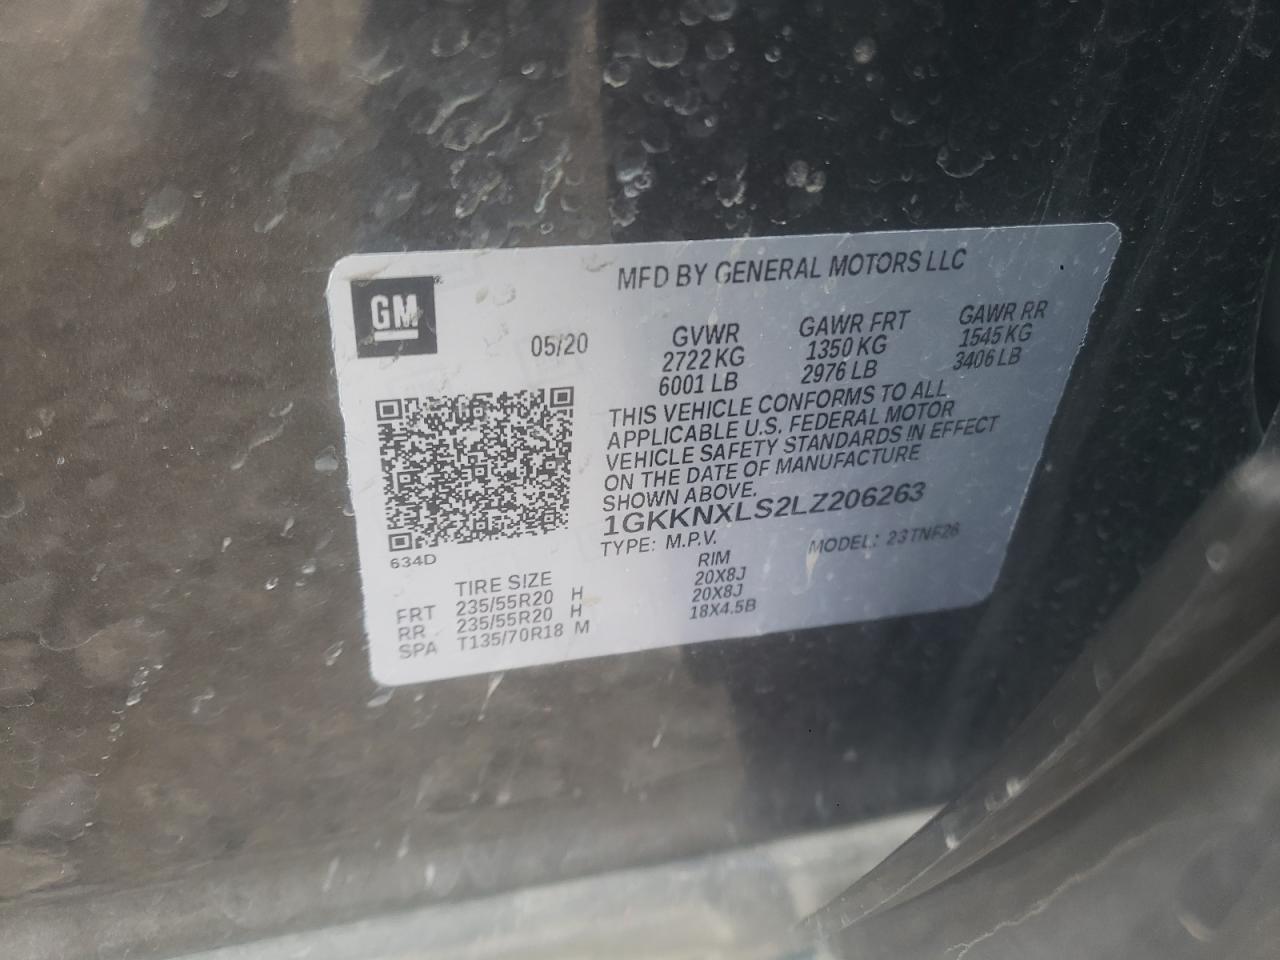 MFD BY GENERAL MOTORS LLC
GM
05/20
GVWR GAWR FRT GAWR RR
2722 KG 1350 KG 1545 KG
6001 LB 2976 LB 3406 LB
THIS VEHICLE CONFORMS TO ALL
APPLICABLE U.S. FEDERAL MOTOR
VEHICLE SAFETY STANDARDS IN EFFECT
ON THE DATE OF MANUFACTURE
SHOWN ABOVE.
1GKKNXLS2LZ206263
TYPE: M.P.V. MODEL: 23TNF26
634D
TIRE SIZE RIM
FRT 235/55R20 H 20X8J
RR 235/55R20 H 20X8J
SPA T135/70R18 M 18X4.5B